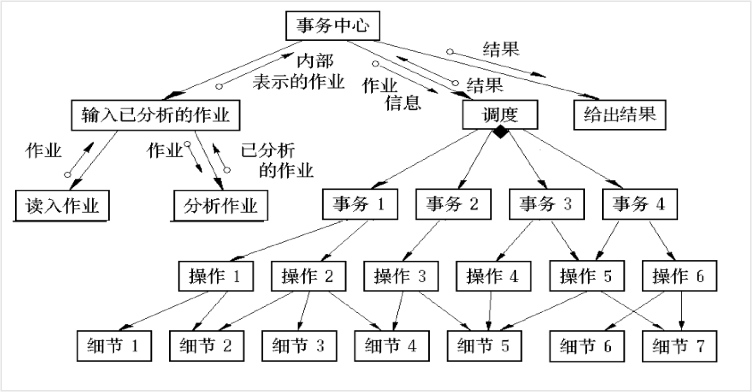 事务中心
内部
表示的作业
作业
信息
结果
结果
输入已分析的作业
调度
给出结果
作业
作业
已分析
的作业
读入作业
分析作业
事务 1
事务 2
事务 3
事务 4
操作 1
操作 2
操作 3
操作 4
操作 5
操作 6
细节 1
细节 2
细节 3
细节 4
细节 5
细节 6
细节 7